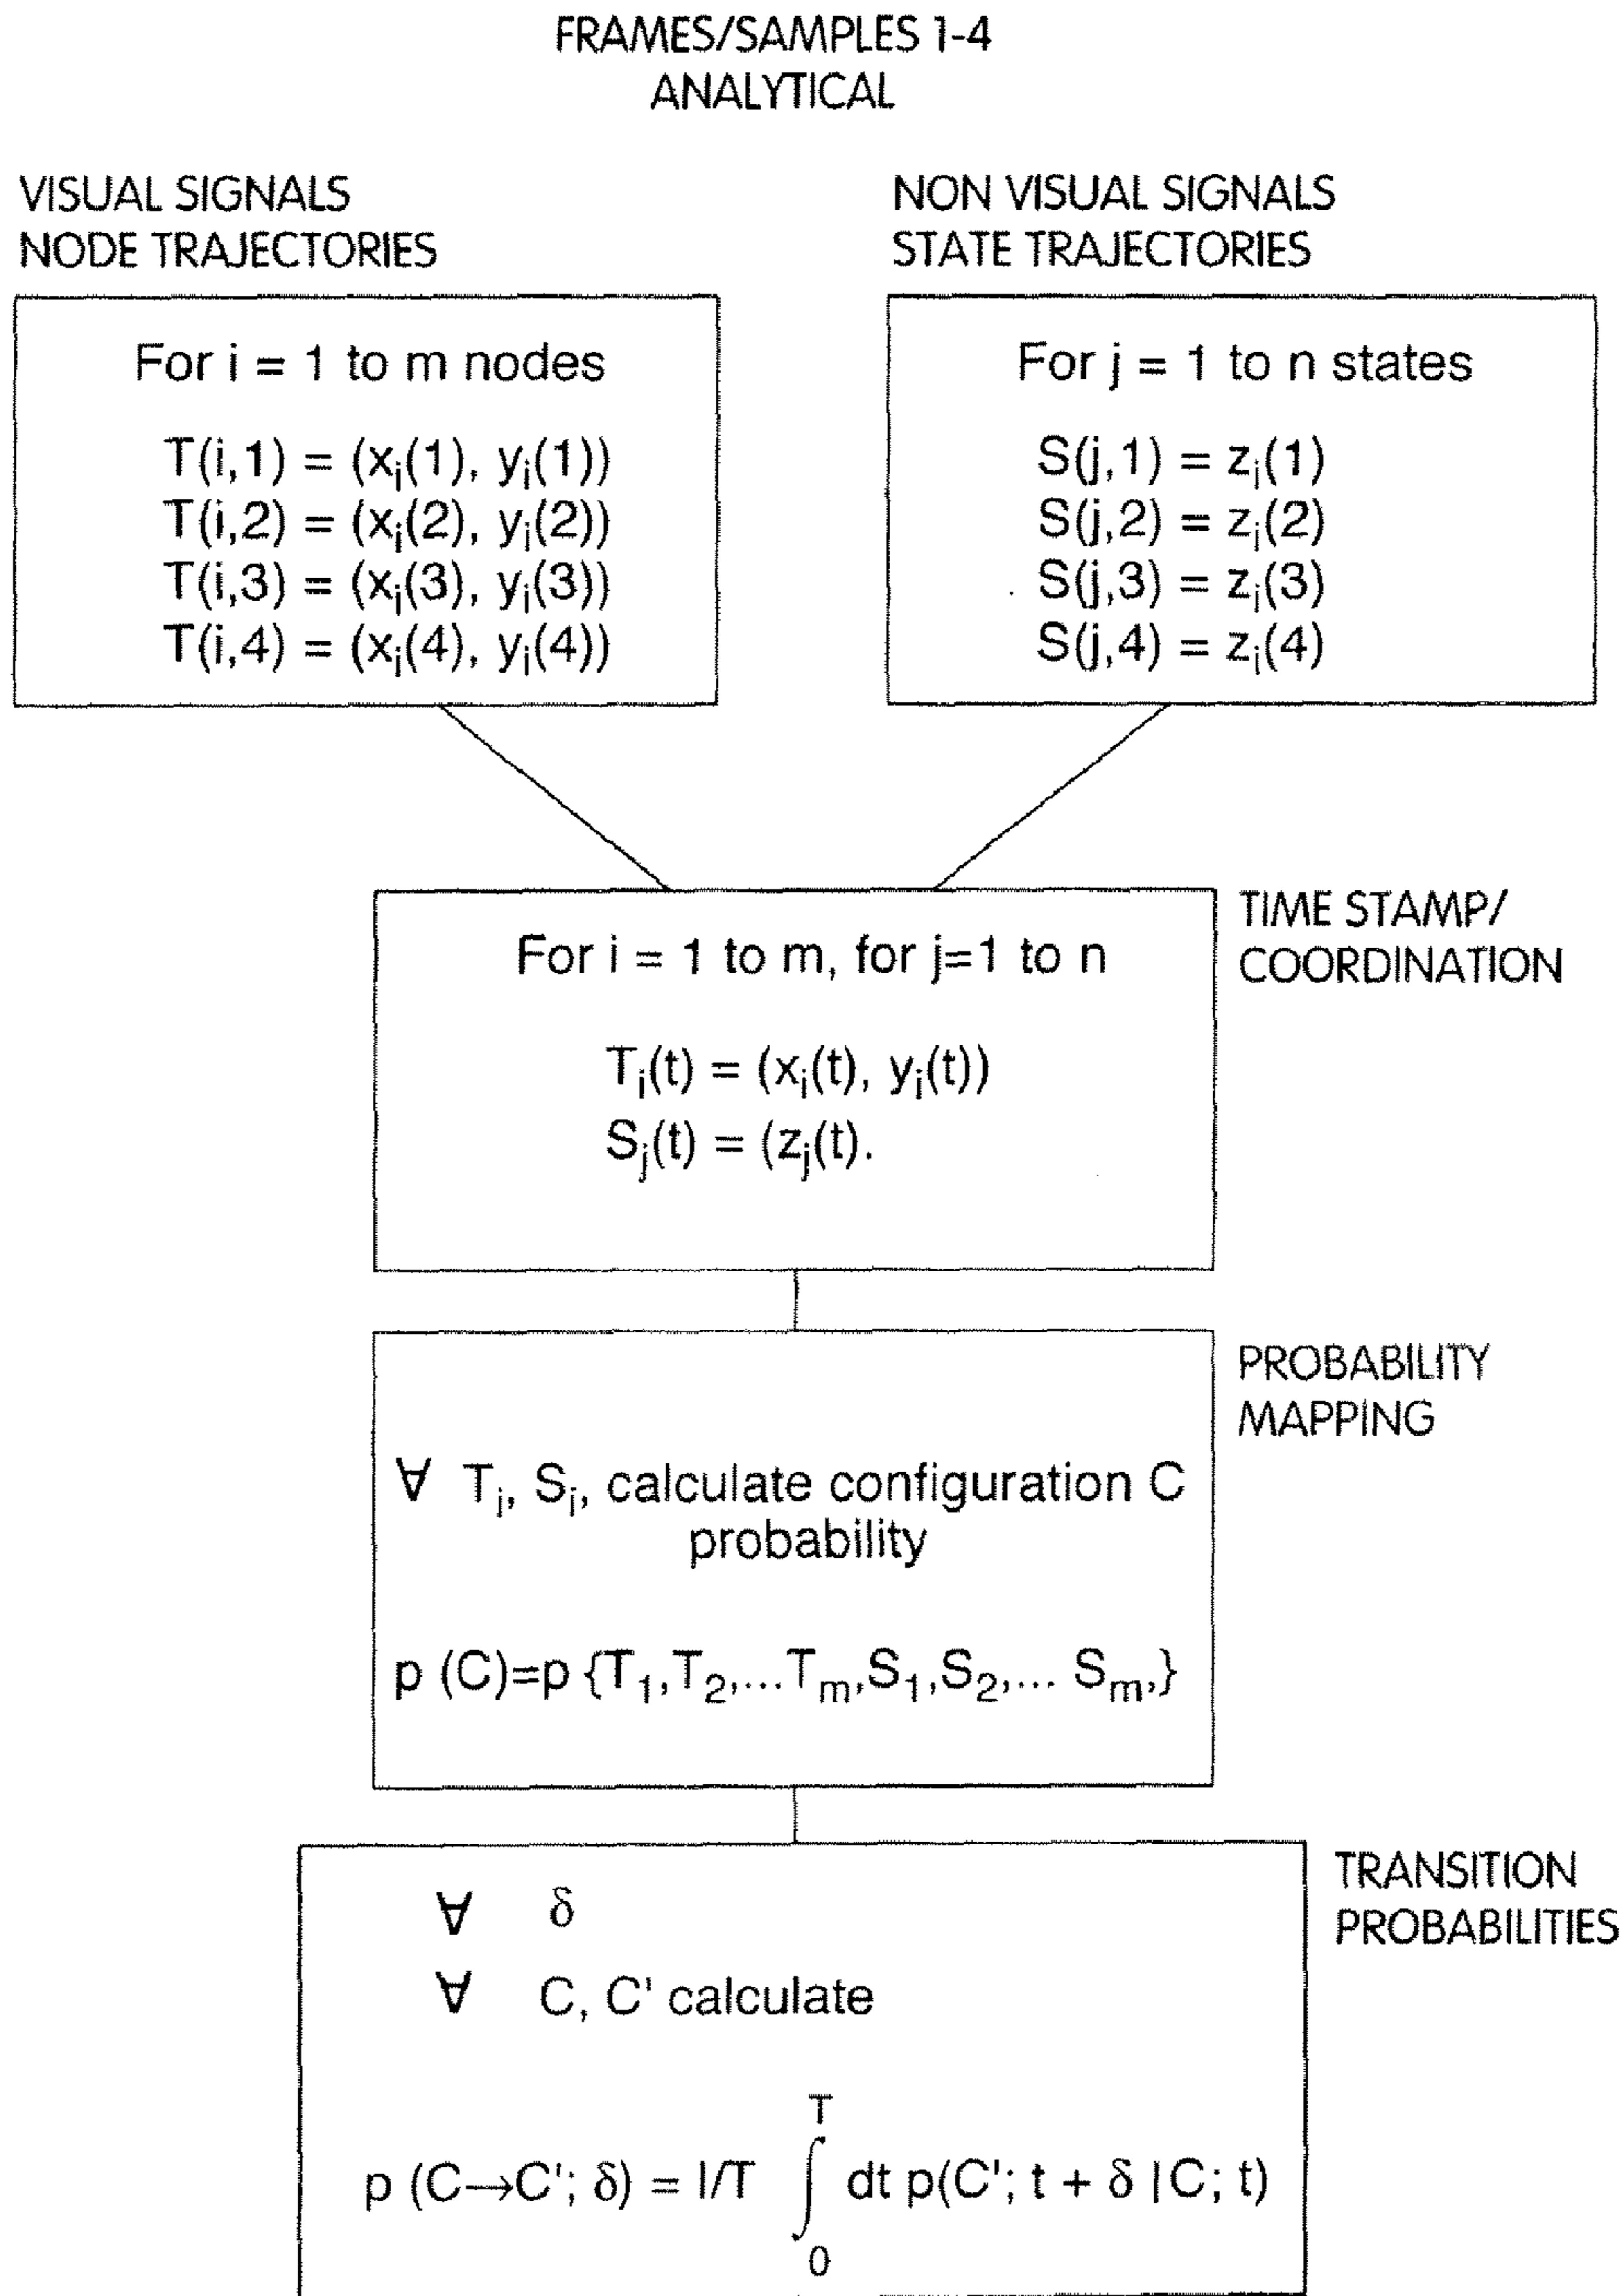 FRAMES/SAMPLES 1-4
ANALYTICAL
VISUAL SIGNALS
NODE TRAJECTORIES
NON VISUAL SIGNALS
STATE TRAJECTORIES
For i = 1 to m nodes
T(i,1) = (xᵢ(1), yᵢ(1))
T(i,2) = (xᵢ(2), yᵢ(2))
T(i,3) = (xᵢ(3), yᵢ(3))
T(i,4) = (xᵢ(4), yᵢ(4))
For j = 1 to n states
S(j,1) = zᵢ(1)
S(j,2) = zᵢ(2)
S(j,3) = zᵢ(3)
S(j,4) = zᵢ(4)
TIME STAMP/
COORDINATION
For i = 1 to m, for j=1 to n
Tᵢ(t) = (xᵢ(t), yᵢ(t))
Sⱼ(t) = (zⱼ(t).
PROBABILITY
MAPPING
∀ Tᵢ, Sᵢ, calculate configuration C
probability
p (C)=p {T₁,T₂,...Tₘ,S₁,S₂,... Sₘ,}
TRANSITION
PROBABILITIES
∀ δ
∀ C, C' calculate
p (C→C'; δ) = I/T ∫₀ᵀ dt p(C'; t + δ | C; t)